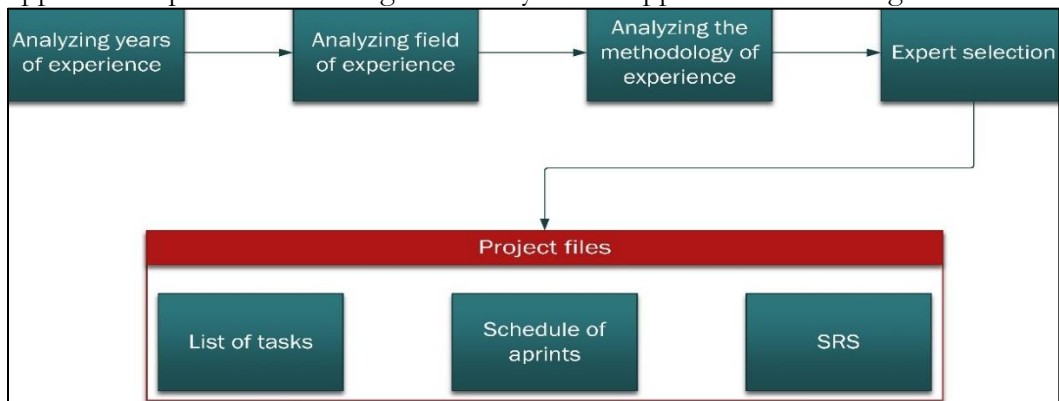 Analyzing years
of experience
Analyzing field
of experience
Analyzing the
methodology of
experience
Expert selection
Project files
List of tasks
Schedule of
aprints
SRS